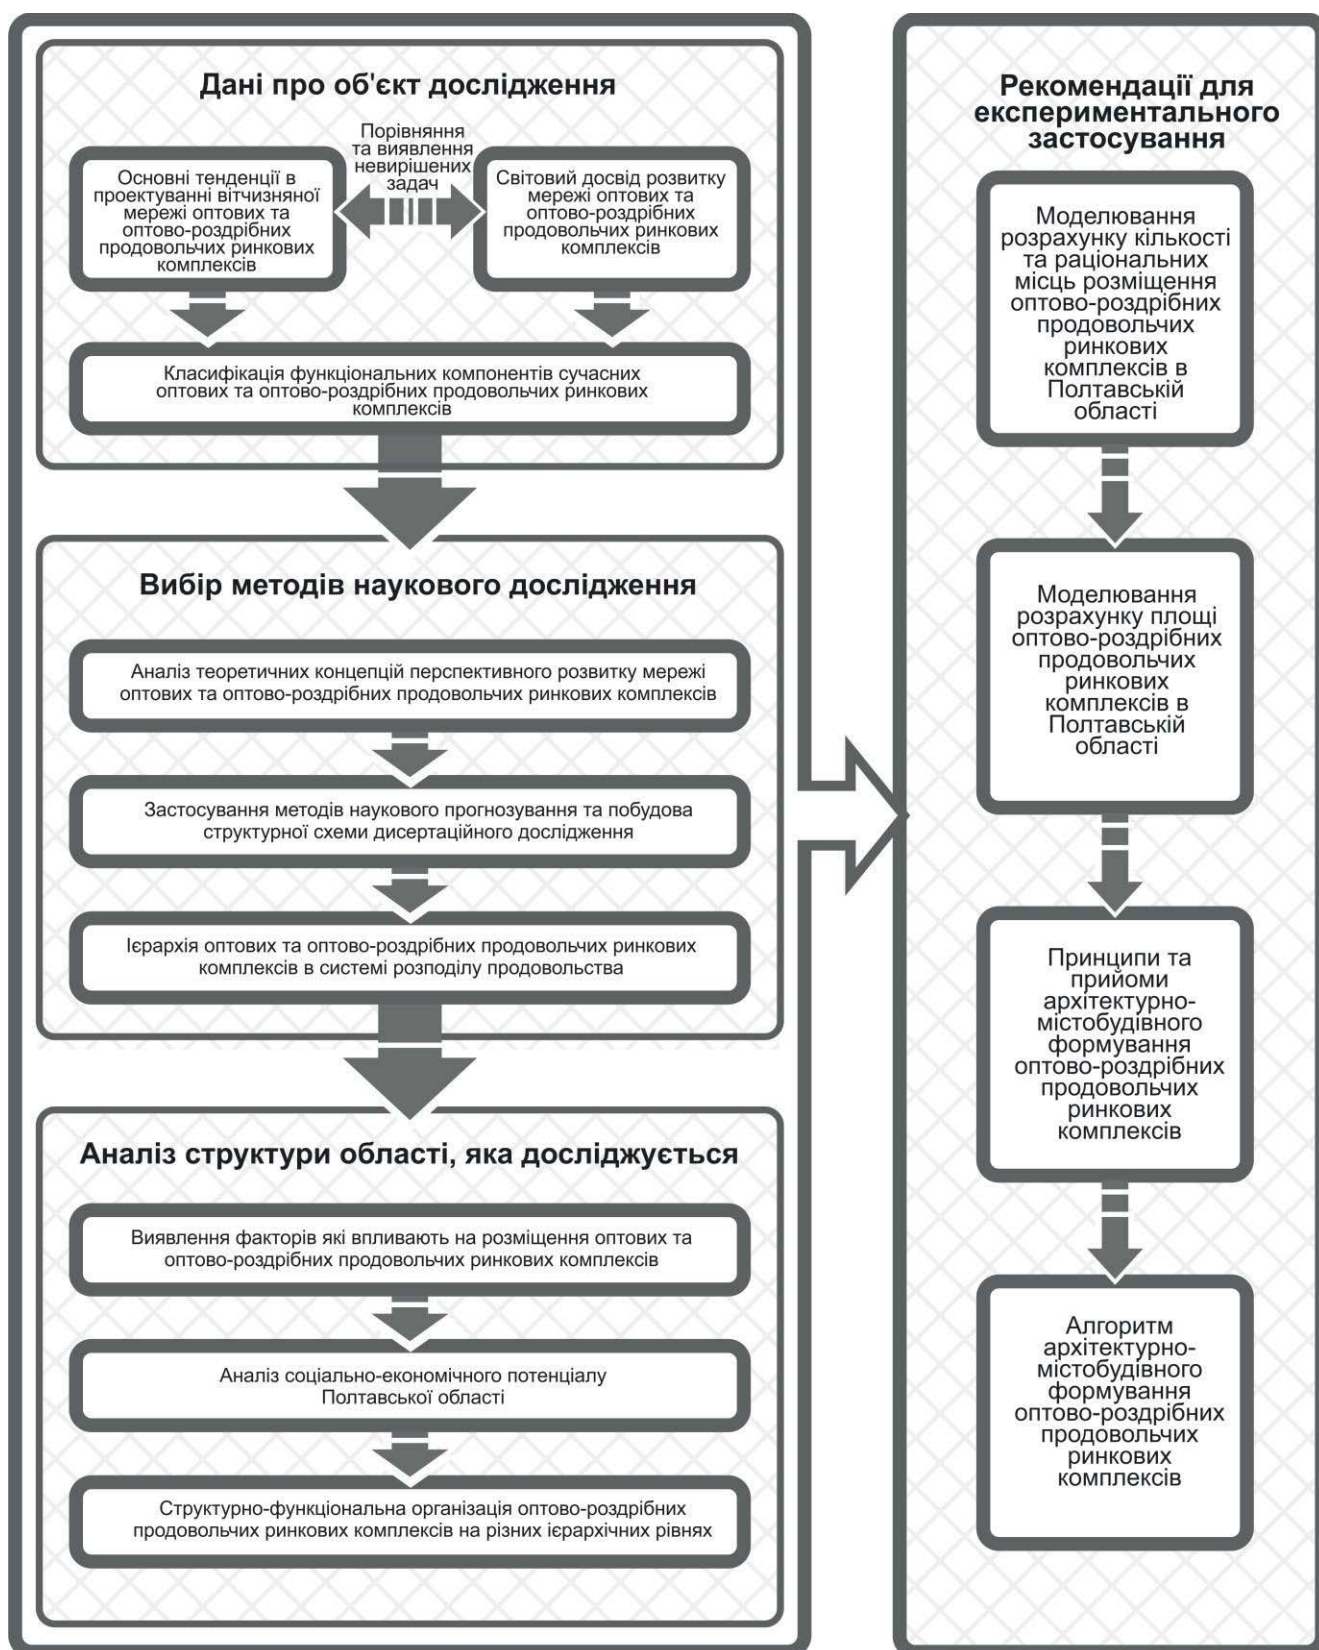 Дані про об'єкт дослідження
Порівняння
та виявлення
невирішених
задач
Основні тенденції в
проектуванні вітчизняної
мережі оптових та
оптово-роздрібних
продовольчих ринкових
комплексів
Світовий досвід розвитку
мережі оптових та
оптово-роздрібних
продовольчих ринкових
комплексів
Класифікація функціональних компонентів сучасних
оптових та оптово-роздрібних продовольчих ринкових
комплексів
Вибір методів наукового дослідження
Аналіз теоретичних концепцій перспективного розвитку мережі
оптових та оптово-роздрібних продовольчих ринкових комплексів
Застосування методів наукового прогнозування та побудова
структурної схеми дисертаційного дослідження
Ієрархія оптових та оптово-роздрібних продовольчих ринкових
комплексів в системі розподілу продовольства
Аналіз структури області, яка досліджується
Виявлення факторів які впливають на розміщення оптових та
оптово-роздрібних продовольчих ринкових комплексів
Аналіз соціально-економічного потенціалу
Полтавської області
Структурно-функціональна організація оптово-роздрібних
продовольчих ринкових комплексів на різних ієрархічних рівнях
Рекомендації для
експериментального
застосування
Моделювання
розрахунку кількості
та раціональних
місць розміщення
оптово-роздрібних
продовольчих
ринкових
комплексів в
Полтавській
області
Моделювання
розрахунку площі
оптово-роздрібних
продовольчих
ринкових
комплексів в
Полтавській
області
Принципи та
прийоми
архітектурно-
містобудівного
формування
оптово-роздрібних
продовольчих
ринкових
комплексів
Алгоритм
архітектурно-
містобудівного
формування
оптово-роздрібних
продовольчих
ринкових
комплексів